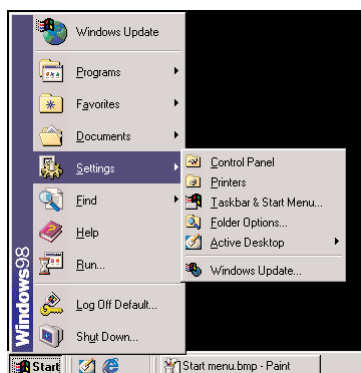 Windows Update
Programs
Favorites
Documents
Settings
Find
Help
Run...
Log Off Default...
Shut Down...
Windows98
Control Panel
Printers
Taskbar & Start Menu...
Folder Options...
Active Desktop
Windows Update...
Start
Start menu.bmp - Paint